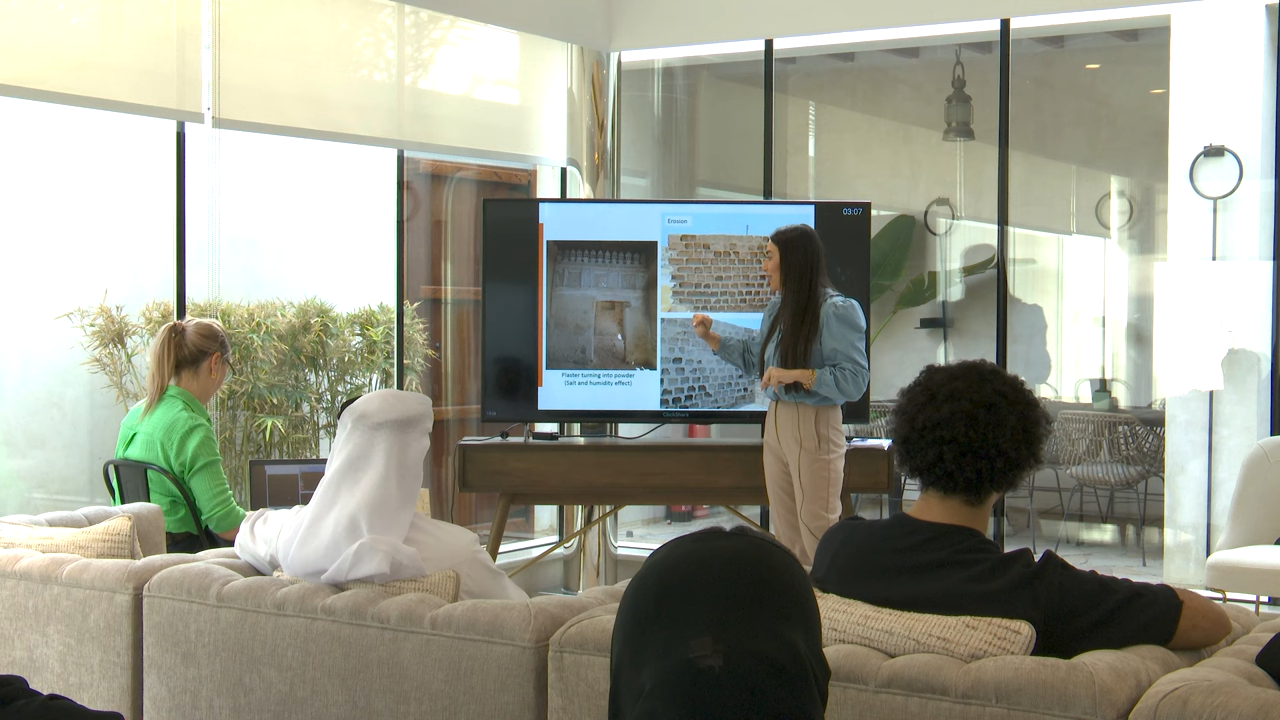 03:07
Erosion
Plaster turning into powder
(Salt and humidity effect)
ClickShare